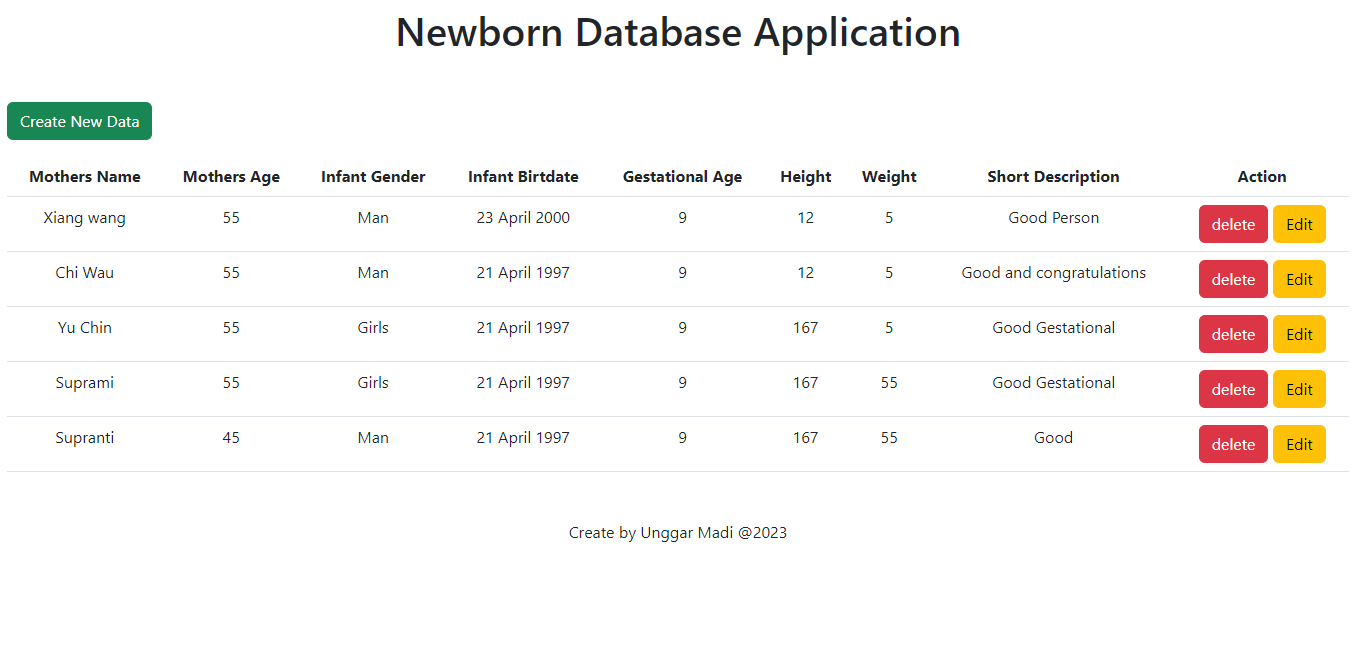 Newborn Database Application
Create New Data
Mothers Name Mothers Age Infant Gender Infant Birtdate Gestational Age Height Weight Short Description Action
Xiang wang 55 Man 23 April 2000 9 12 5 Good Person delete Edit
Chi Wau 55 Man 21 April 1997 9 12 5 Good and congratulations delete Edit
Yu Chin 55 Girls 21 April 1997 9 167 5 Good Gestational delete Edit
Suprami 55 Girls 21 April 1997 9 167 55 Good Gestational delete Edit
Supranti 45 Man 21 April 1997 9 167 55 Good delete Edit
Create by Unggar Madi @2023